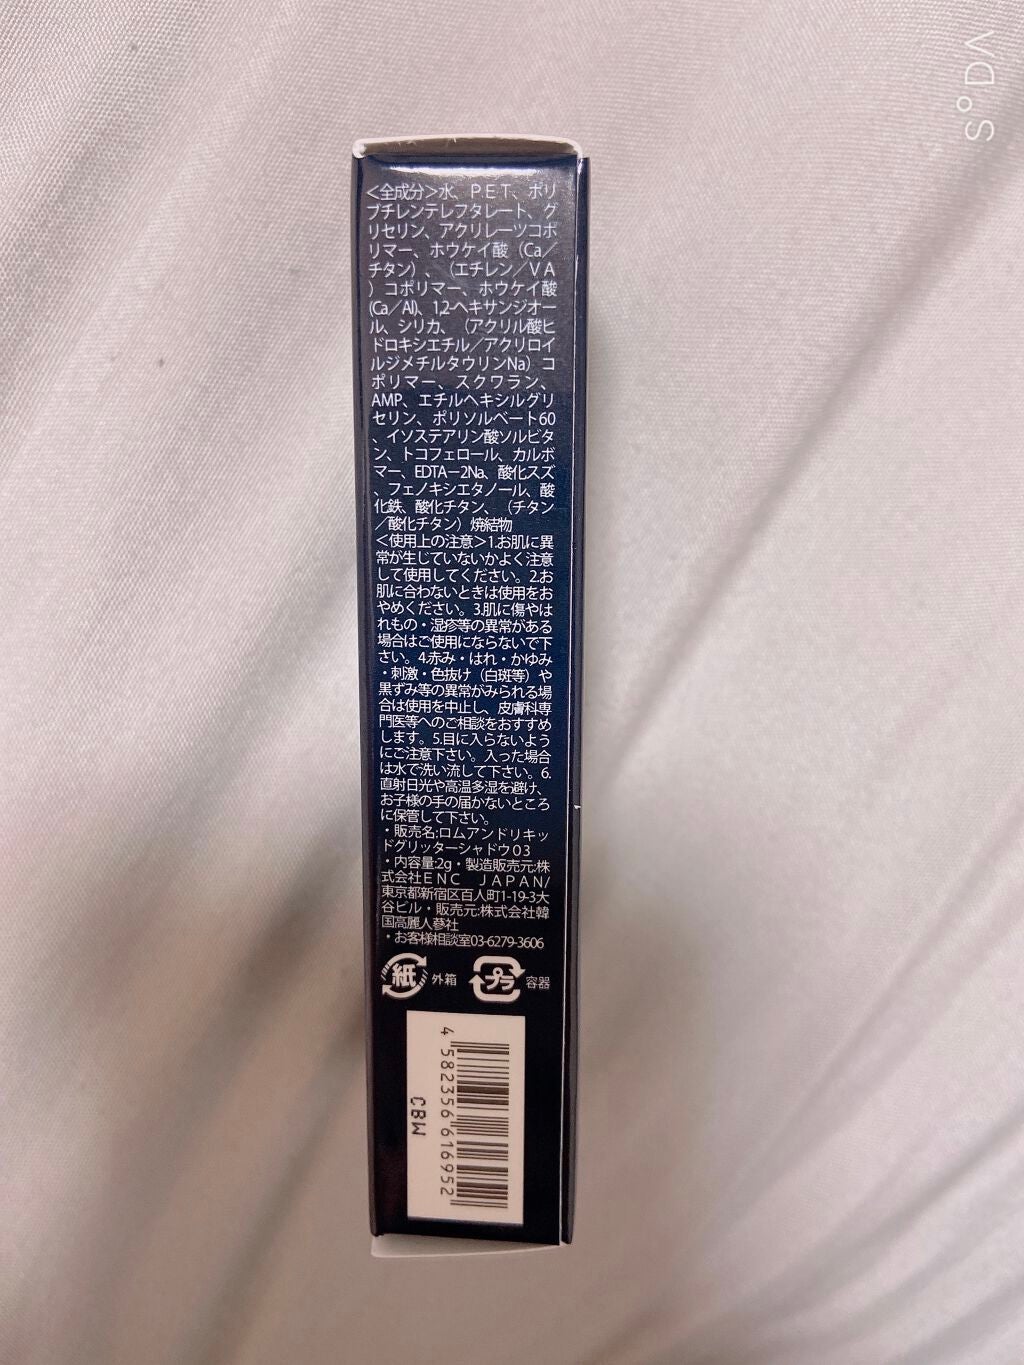 SODA
＜全成分＞水、ＰＥＴ、ポリ
ブチレンテレフタレート、グ
リセリン、アクリレーツコポ
リマー、ホウケイ酸（Ca／
チタン）、（エチレン／ＶＡ
）コポリマー、ホウケイ酸
(Ca／Al)、1,2-ヘキサンジオー
ル、シリカ、（アクリル酸ヒ
ドロキシエチル／アクリロイ
ルジメチルタウリンNa）コ
ポリマー、スクワラン、
AMP、エチルヘキシルグリ
セリン、ポリソルベート60
、イソステアリン酸ソルビタ
ン、トコフェロール、カルボ
マー、EDTAー2Na、酸化スズ
、フェノキシエタノール、酸
化鉄、酸化チタン、（チタン
／酸化チタン）焼結物
＜使用上の注意＞1.お肌に異
常が生じていないかよく注意
して使用してください。2.お
肌に合わないときは使用をお
やめください。3.肌に傷やは
れもの・湿疹等の異常がある
場合はご使用にならないで下
さい。4.赤み・はれ・かゆみ
・刺激・色抜け（白斑等）や
黒ずみ等の異常がみられる場
合は使用を中止し、皮膚科専
門医等へのご相談をおすすめ
します。5.目に入らないよう
にご注意下さい。入った場合
は水で洗い流して下さい。6.
直射日光や高温多湿を避け、
お子様の手の届かないところ
に保管して下さい。
・販売名:ロムアンドリキッ
ドグリッターシャドウ03
・内容量:2g・製造販売元:株
式会社ＥＮＣ　ＪＡＰＡＮ/
東京都新宿区百人町1-19-3大
谷ビル・販売元:株式会社韓
国高麗人蔘社
・お客様相談室03-6279-3606
紙 外箱 プラ 容器
4 582356 616952
CBW